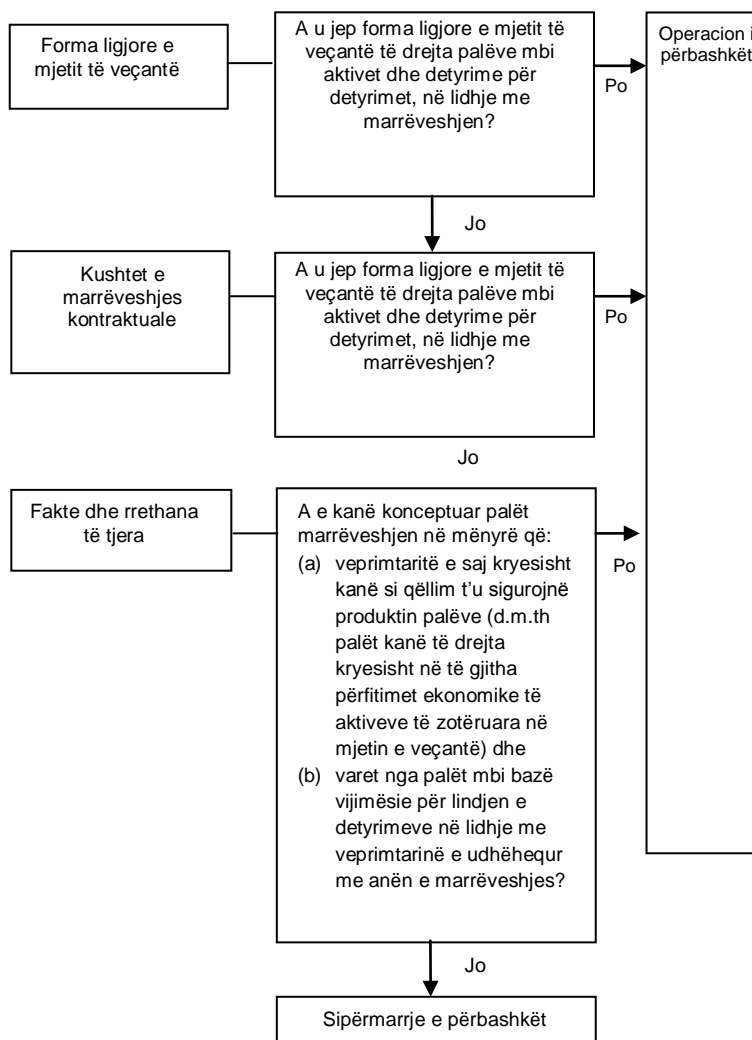 Forma ligjore e
mjetit të veçantë
A u jep forma ligjore e mjetit të
veçantë të drejta palëve mbi
aktivet dhe detyrime për
detyrimet, në lidhje me
marrëveshjen?
Po
Operacion i
përbashkët
Jo
Kushtet e
marrëveshjes
kontraktuale
A u jep forma ligjore e mjetit të
veçantë të drejta palëve mbi
aktivet dhe detyrime për
detyrimet, në lidhje me
marrëveshjen?
Po
Jo
Fakte dhe rrethana
të tjera
A e kanë konceptuar palët
marrëveshjen në mënyrë që:
(a) veprimtaritë e saj kryesisht
kanë si qëllim t'u sigurojnë
produktin palëve (d.m.th
palët kanë të drejta
kryesisht në të gjitha
përfitimet ekonomike të
aktiveve të zotëruara në
mjetin e veçantë) dhe
(b) varet nga palët mbi bazë
vijimësie për lindjen e
detyrimeve në lidhje me
veprimtarinë e udhëhequr
me anën e marrëveshjes?
Po
Jo
Sipërmarrje e përbashkët